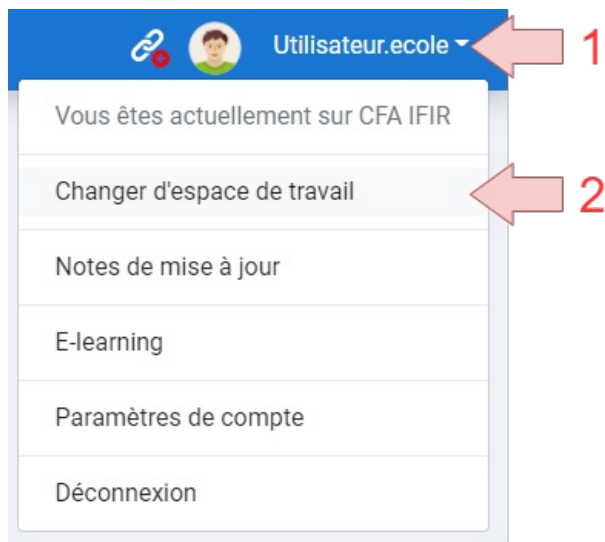 Utilisateur.ecole
1
Vous êtes actuellement sur CFA IFIR
Changer d'espace de travail
2
Notes de mise à jour
E-learning
Paramètres de compte
Déconnexion